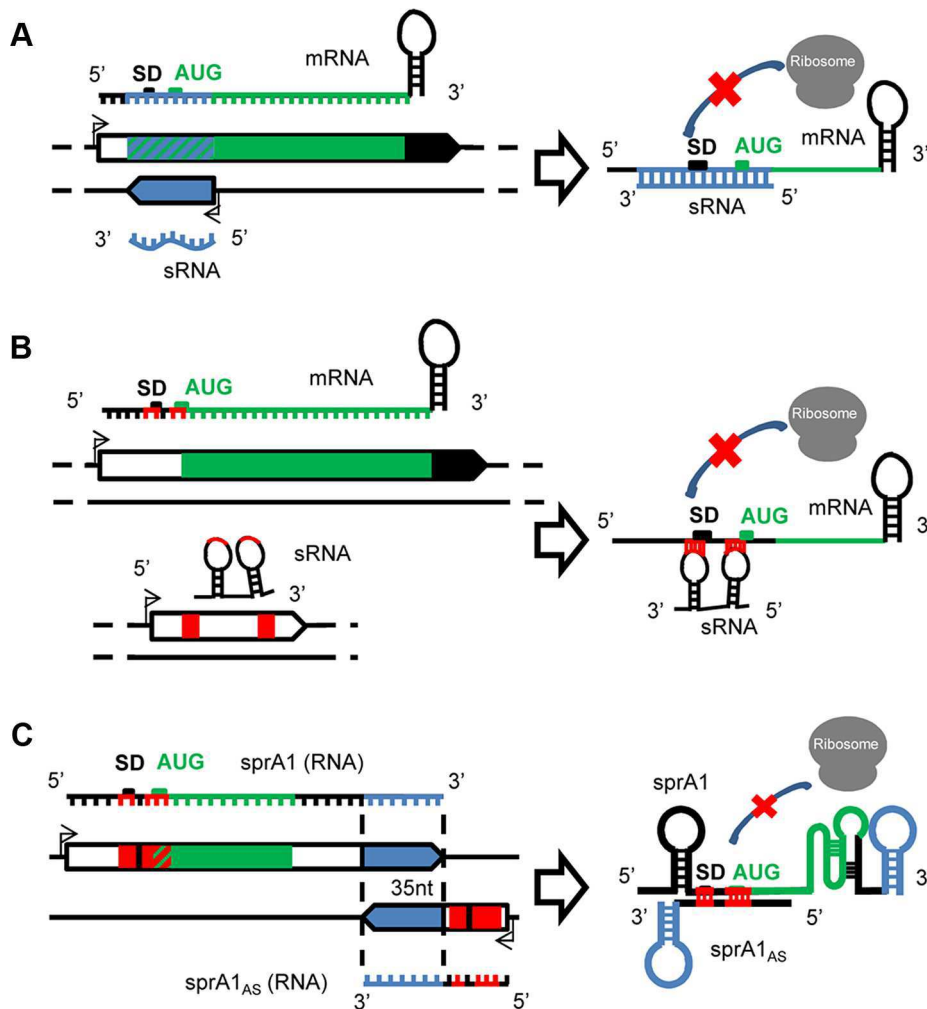 A
5’ SD AUG mRNA 3’
3’ 5’
sRNA
Ribosome
SD AUG mRNA
5’ 3’
3’ 5’
sRNA
B
5’ SD AUG mRNA 3’
5’ sRNA 3’
Ribosome
SD AUG mRNA
5’ 3’
3’ 5’
sRNA
C
5’ SD AUG sprA1 (RNA) 3’
35nt
sprA1AS (RNA)
3’ 5’
Ribosome
sprA1
SD AUG
5’ 3’
3’ 5’
sprA1AS